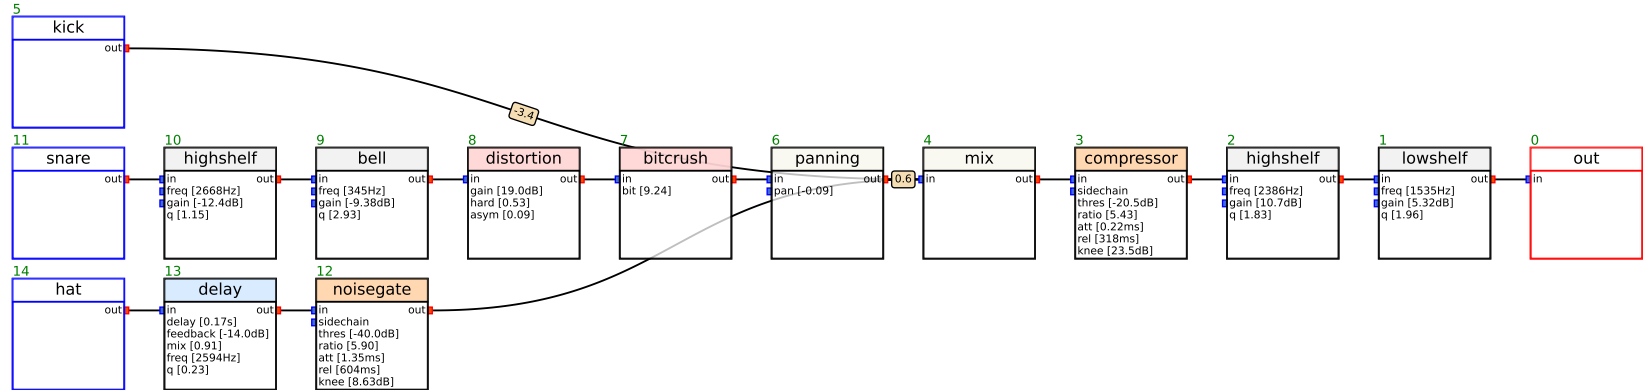 5
kick
out
-3.4
11
snare
out
10
highshelf
in out
freq [2668Hz]
gain [-12.4dB]
q [1.15]
9
bell
in out
freq [345Hz]
gain [-9.38dB]
q [2.93]
8
distortion
in out
gain [19.0dB]
hard [0.53]
asym [0.09]
7
bitcrush
in out
bit [9.24]
6
panning
in out
pan [-0.09]
0.6
4
mix
in out
3
compressor
in out
sidechain
thres [-20.5dB]
ratio [5.43]
att [0.22ms]
rel [318ms]
knee [23.5dB]
2
highshelf
in out
freq [2386Hz]
gain [10.7dB]
q [1.83]
1
lowshelf
in out
freq [1535Hz]
gain [5.32dB]
q [1.96]
0
out
in
14
hat
out
13
delay
in out
delay [0.17s]
feedback [-14.0dB]
mix [0.91]
freq [2594Hz]
q [0.23]
12
noisegate
in out
sidechain
thres [-40.0dB]
ratio [5.90]
att [1.35ms]
rel [604ms]
knee [8.63dB]